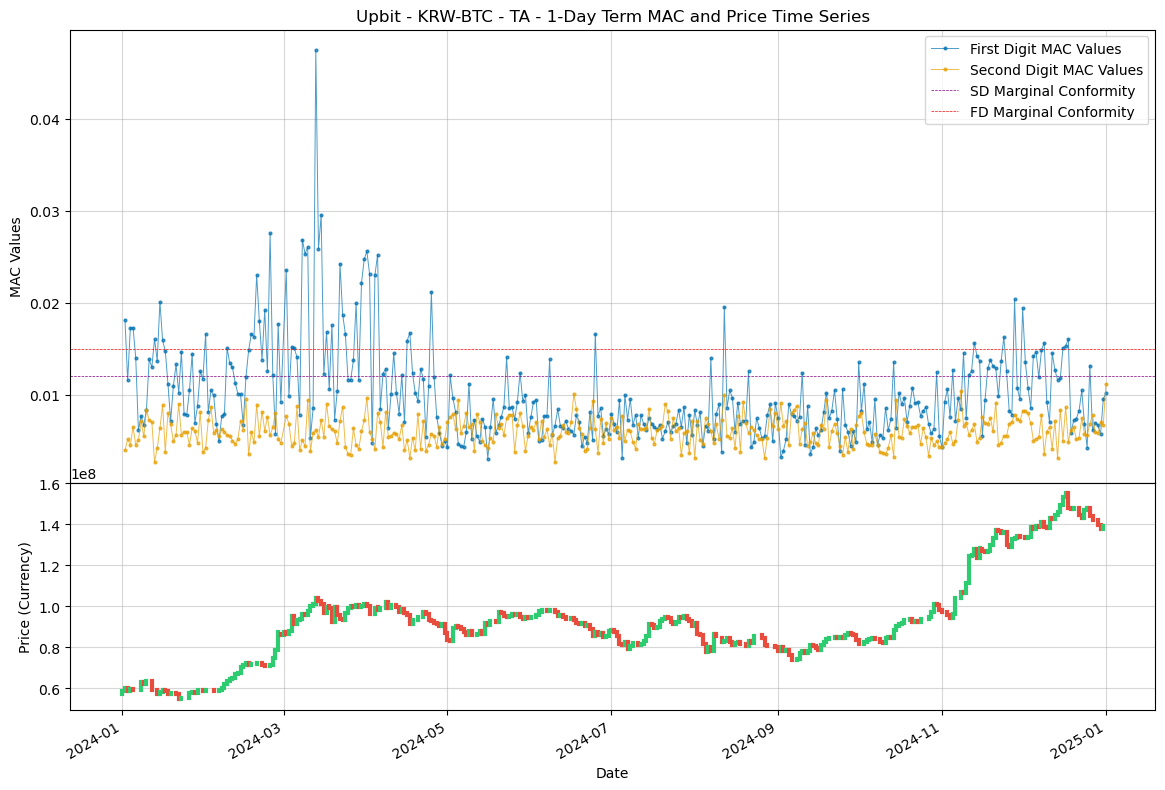 Upbit - KRW-BTC - TA - 1-Day Term MAC and Price Time Series
First Digit MAC Values
Second Digit MAC Values
SD Marginal Conformity
FD Marginal Conformity
MAC Values
0.04
0.03
0.02
0.01
1e8
Price (Currency)
1.6
1.4
1.2
1.0
0.8
0.6
2024-01
2024-03
2024-05
2024-07
2024-09
2024-11
2025-01
Date